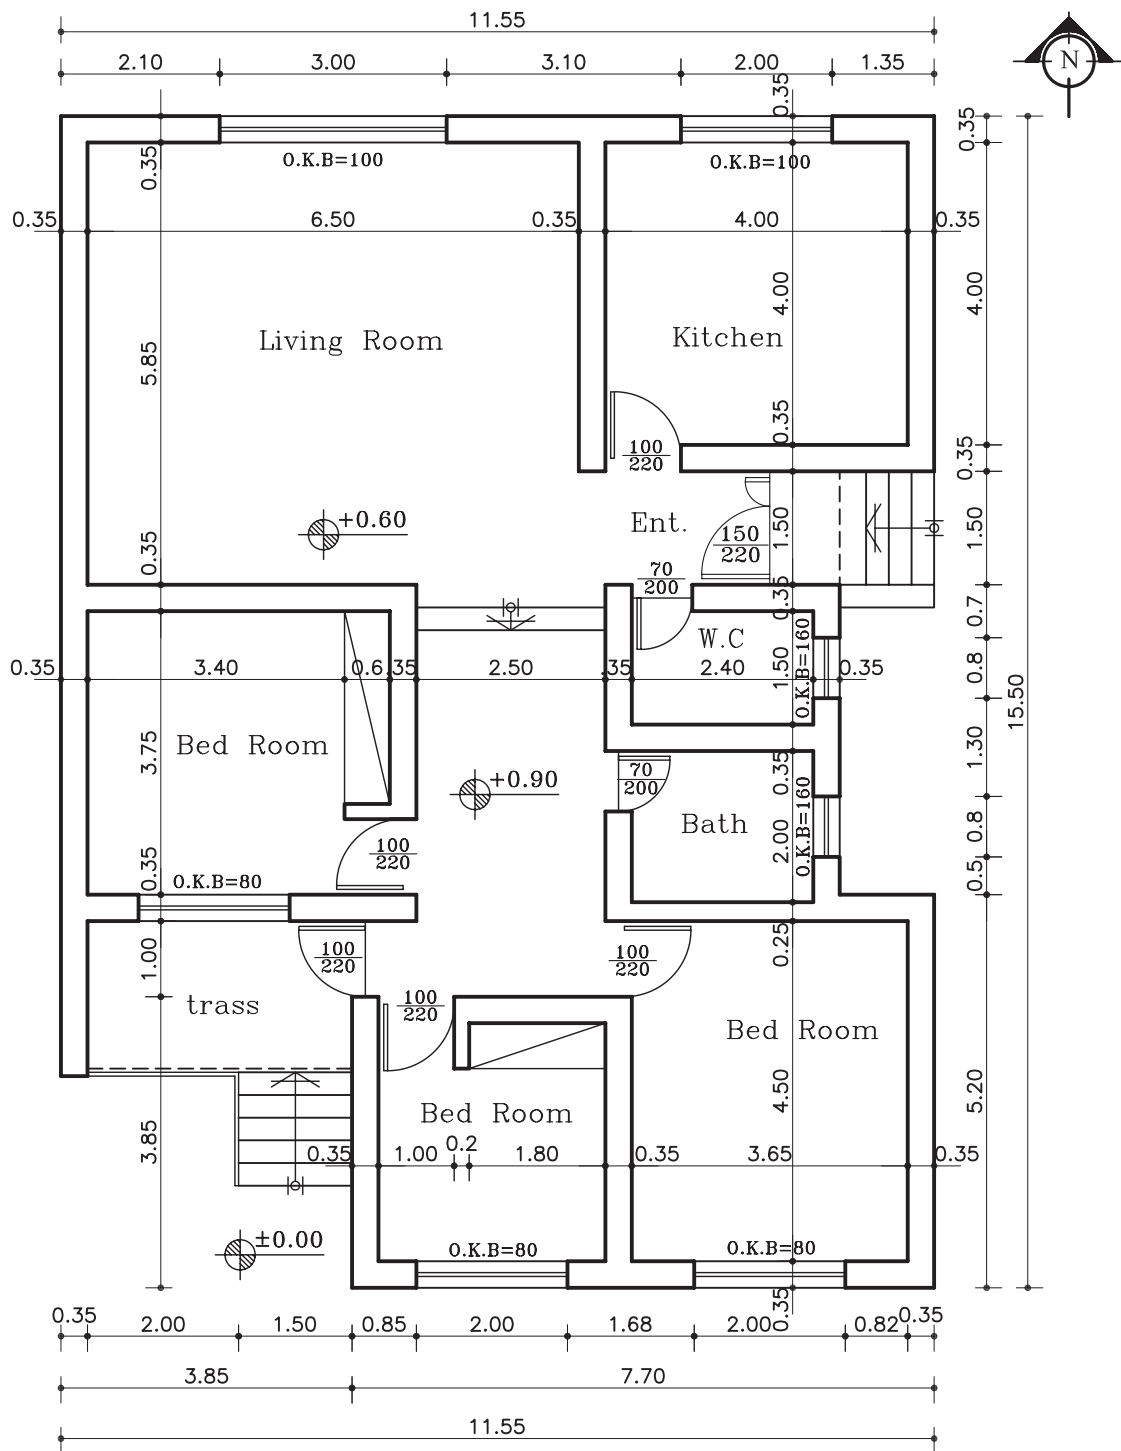 11.55
2.10 3.00 3.10 2.00 1.35
N
0.35
0.35
O.K.B=100 O.K.B=100
0.35
0.35 6.50 0.35 4.00 0.35
4.00 4.00
Living Room Kitchen
5.85
0.35
100
220
0.35
+0.60
Ent.
150
220
1.50 1.50
0.35
70
200
0.35
0.7
W.C
O.K.B=160
0.35 3.40 0.6 .35 2.50 .35 2.40 0.35
1.50
0.8
15.50
Bed Room
3.75
1.30
+0.90
70
200
0.35
Bath
O.K.B=160
2.00
0.8
100
220
0.35
O.K.B=80
0.5
100
220
1.00
100
220
0.25
trass
100
220
Bed Room
4.50
5.20
Bed Room
3.85
0.35 1.00 0.2 1.80 0.35 3.65 0.35
±0.00
O.K.B=80 O.K.B=80
0.35
0.35 2.00 1.50 0.85 2.00 1.68 2.00 0.82 0.35
3.85 7.70
11.55